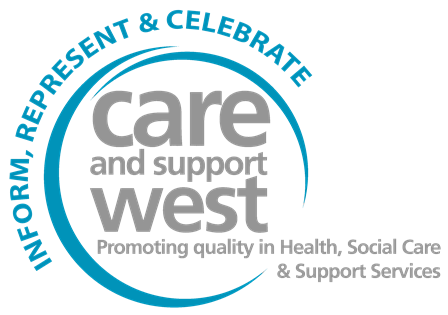 INFORM, REPRESENT & CELEBRATE
care
and support
west
Promoting quality in Health, Social Care
& Support Services